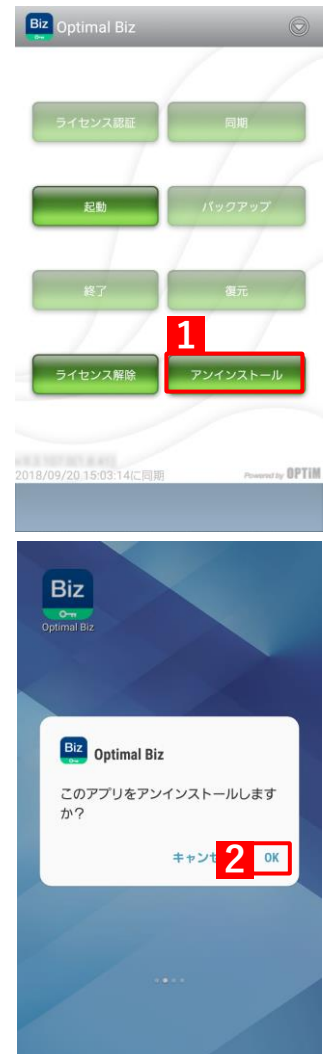 Biz Optimal Biz
ライセンス認証
同期
起動
バックアップ
終了
復元
1
ライセンス解除
アンインストール
2018/09/20 15:03:14に同期
Powered by OPTiM
Biz
Optimal Biz
Biz Optimal Biz
このアプリをアンインストールします
か？
キャンセ
2
OK